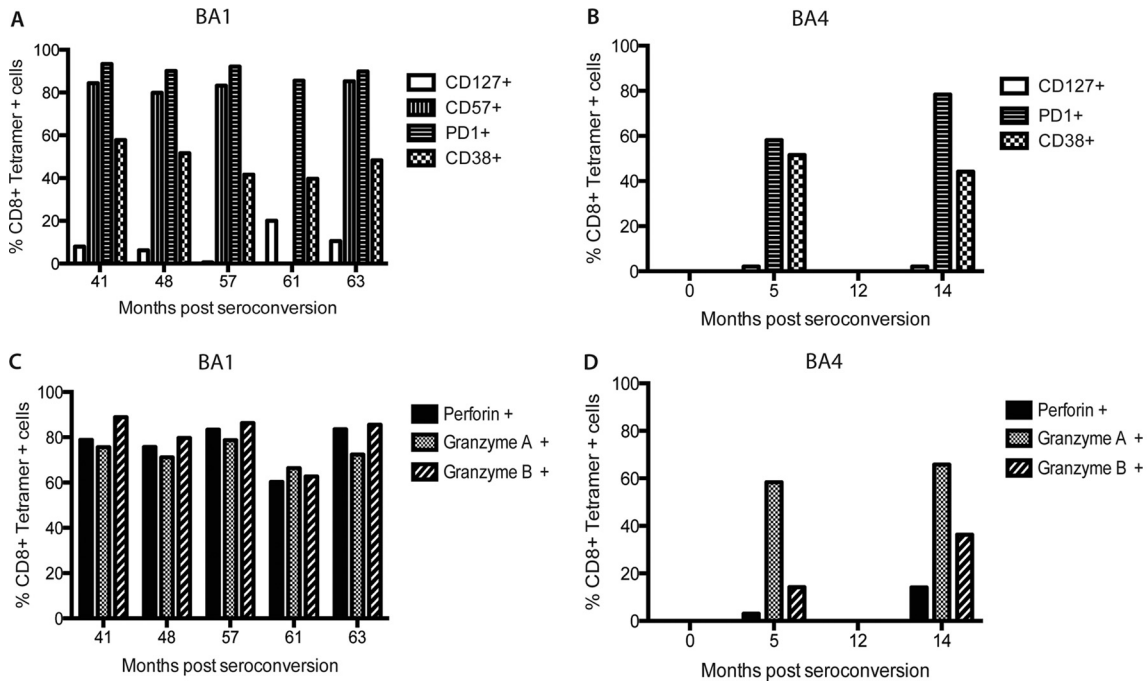 A
BA1
100
80
60
40
20
0
% CD8+ Tetramer + cells
41 48 57 61 63
Months post seroconversion
CD127+
CD57+
PD1+
CD38+
B
BA4
100
80
60
40
20
0
% CD8+ Tetramer + cells
0 5 12 14
Months post seroconversion
CD127+
PD1+
CD38+
C
BA1
100
80
60
40
20
0
% CD8+ Tetramer + cells
41 48 57 61 63
Months post seroconversion
Perforin +
Granzyme A +
Granzyme B +
D
BA4
100
80
60
40
20
0
% CD8+ Tetramer + cells
0 5 12 14
Months post seroconversion
Perforin +
Granzyme A +
Granzyme B +